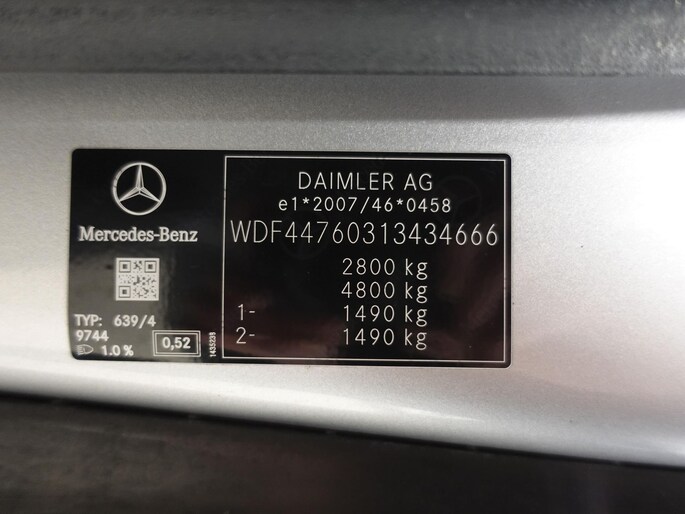 Mercedes-Benz
TYP: 639/4
9744
1.0 %
0,52
1435236
DAIMLER AG
e1*2007/46*0458
WDF44760313434666
2800 kg
4800 kg
1- 1490 kg
2- 1490 kg